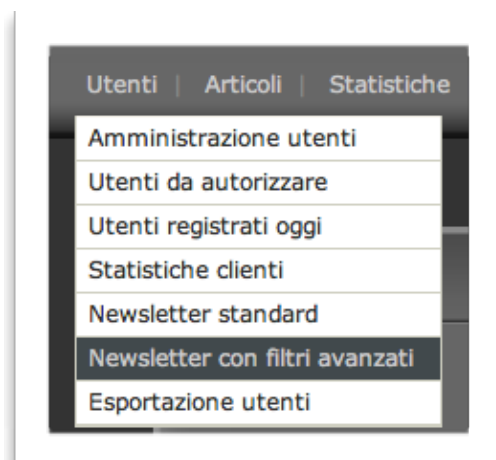 Utenti | Articoli | Statistiche
Amministrazione utenti
Utenti da autorizzare
Utenti registrati oggi
Statistiche clienti
Newsletter standard
Newsletter con filtri avanzati
Esportazione utenti